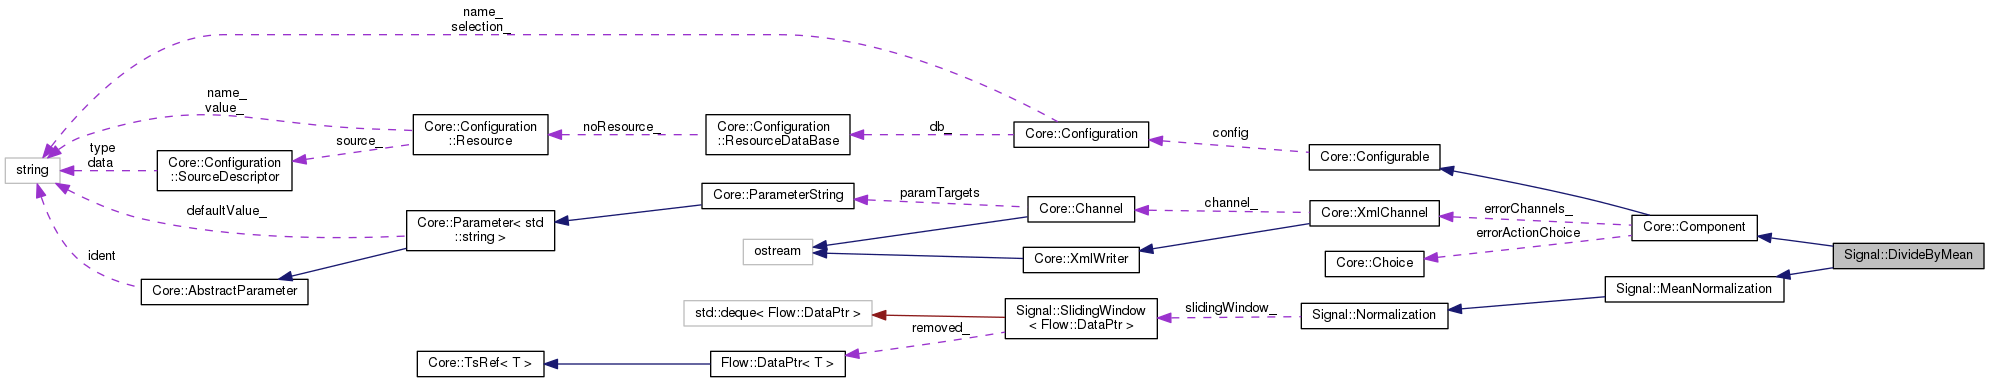 name_
selection_
name_
value_
Core::Configuration
::Resource
noResource_
Core::Configuration
::ResourceDataBase
db_
Core::Configuration
config
source_
type
data
string
Core::Configuration
::SourceDescriptor
Core::Configurable
Core::ParameterString
paramTargets
Core::Channel
channel_
Core::XmlChannel
errorChannels_
defaultValue_
Core::Parameter< std
::string >
errorActionChoice
Core::Component
ident
ostream
Core::XmlWriter
Core::Choice
Signal::DivideByMean
Core::AbstractParameter
Signal::MeanNormalization
std::deque< Flow::DataPtr >
Signal::SlidingWindow
< Flow::DataPtr >
slidingWindow_
Signal::Normalization
removed_
Core::TsRef< T >
Flow::DataPtr< T >